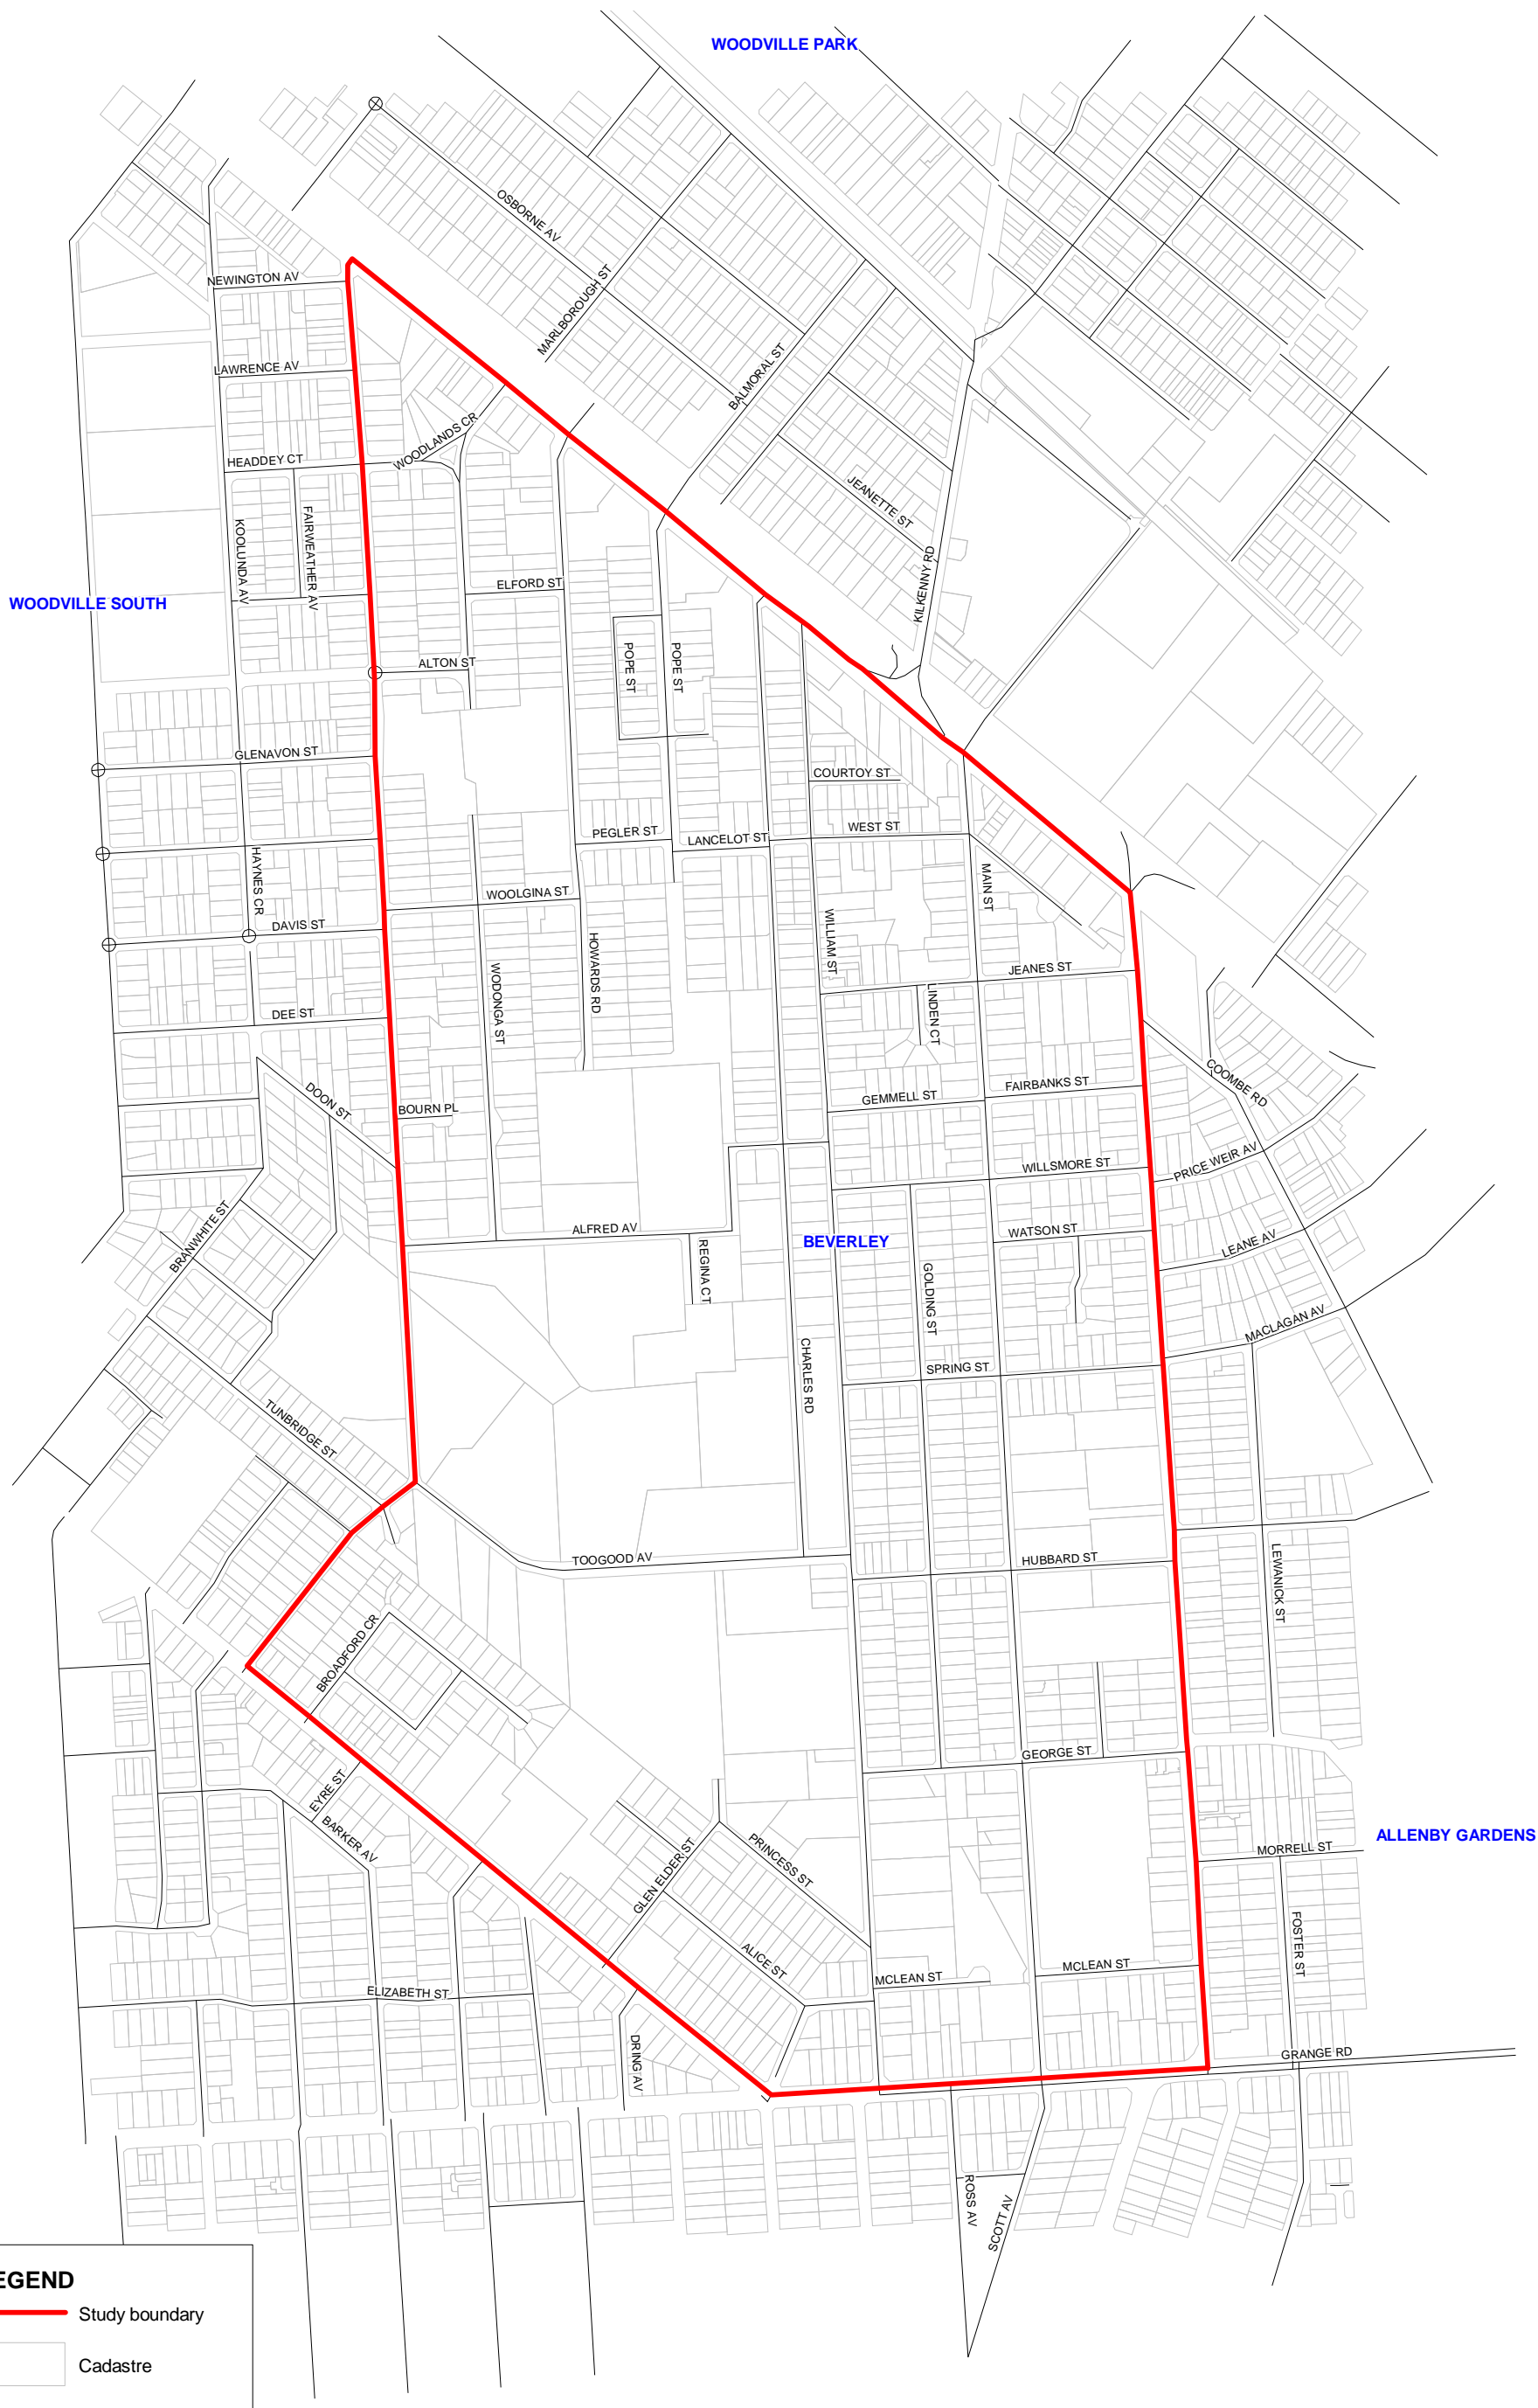 WOODVILLE PARK
OSBORNE AV
NEWINGTON AV
MARLBOROUGH ST
LAWRENCE AV
BALMORAL ST
WOODLANDS CR
HEADDEY CT
JEANETTE ST
KOOLUNDA AV
FAIRWEATHER AV
KILKENNY RD
ELFORD ST
WOODVILLE SOUTH
POPE ST
POPE ST
ALTON ST
GLENAVON ST
COURTOY ST
PEGLER ST
LANCELOT ST
WEST ST
HAYNES CR
MAIN ST
WOOLGINA ST
DAVIS ST
WILLIAM ST
HOWARDS RD
WODONGA ST
JEANES ST
LINDEN CT
DEE ST
COOMBE RD
DOON ST
BOURN PL
GEMMELL ST
FAIRBANKS ST
WILLSMORE ST
PRICE WEIR AV
BRANWHITE ST
ALFRED AV
REGINA CT
BEVERLEY
WATSON ST
LEANE AV
GOLDING ST
MACLAGAN AV
CHARLES RD
SPRING ST
TUNBRIDGE ST
TOOGOOD AV
HUBBARD ST
LEWANICK ST
BROADFORD CR
GEORGE ST
EYRE ST
BARKER AV
PRINCESS ST
GLEN ELDER ST
ALLENBY GARDENS
MORRELL ST
FOSTER ST
ALICE ST
MCLEAN ST
MCLEAN ST
ELIZABETH ST
DRING AV
GRANGE RD
ROSS AV
SCOTT AV
EGEND
Study boundary
Cadastre